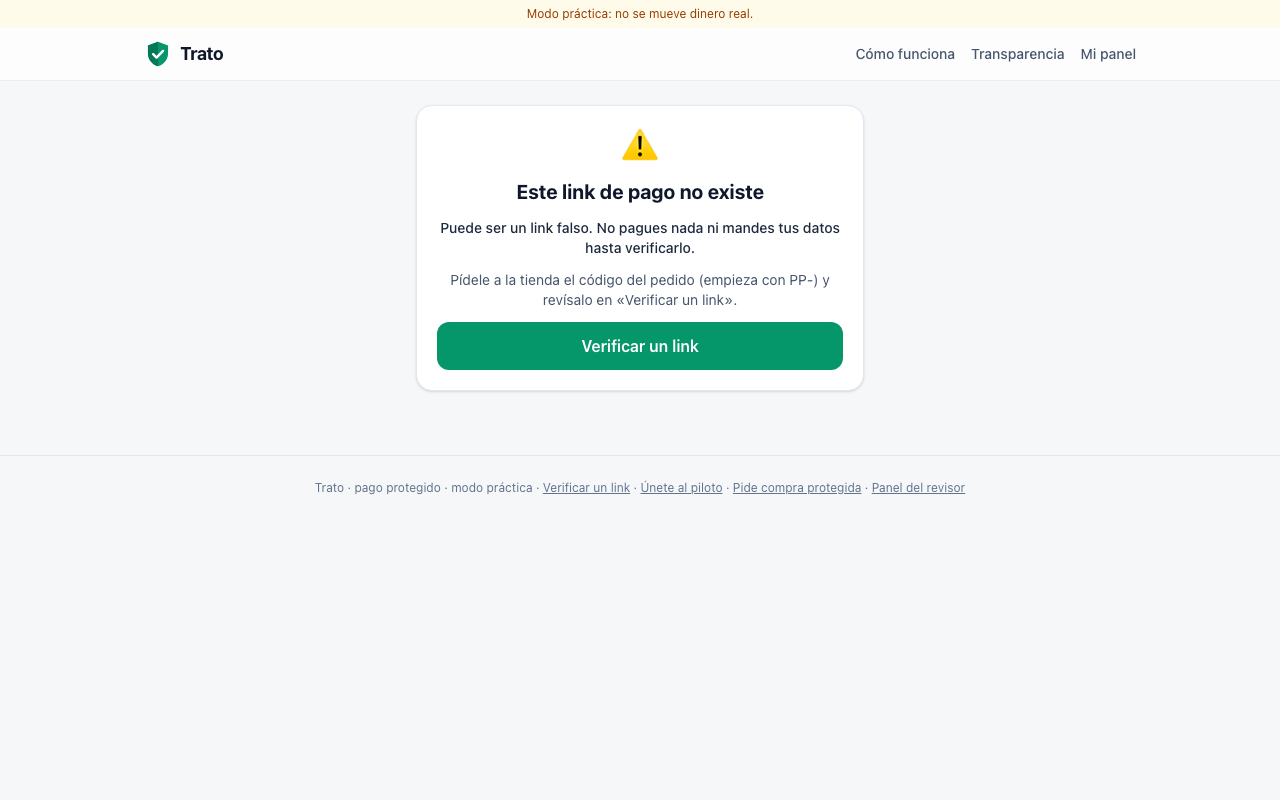 Modo práctica: no se mueve dinero real.
Trato
Cómo funciona Transparencia Mi panel
Este link de pago no existe
Puede ser un link falso. No pagues nada ni mandes tus datos
hasta verificarlo.
Pídele a la tienda el código del pedido (empieza con PP-) y
revísalo en «Verificar un link».
Verificar un link
Trato · pago protegido · modo práctica · Verificar un link · Únete al piloto · Pide compra protegida · Panel del revisor